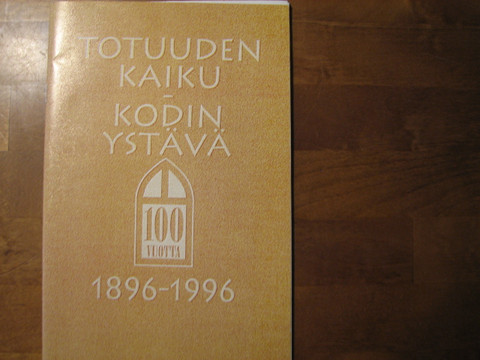 TOTUUDEN
KAIKU
–
KODIN
YSTÄVÄ
100
VUOTTA
1896-1996